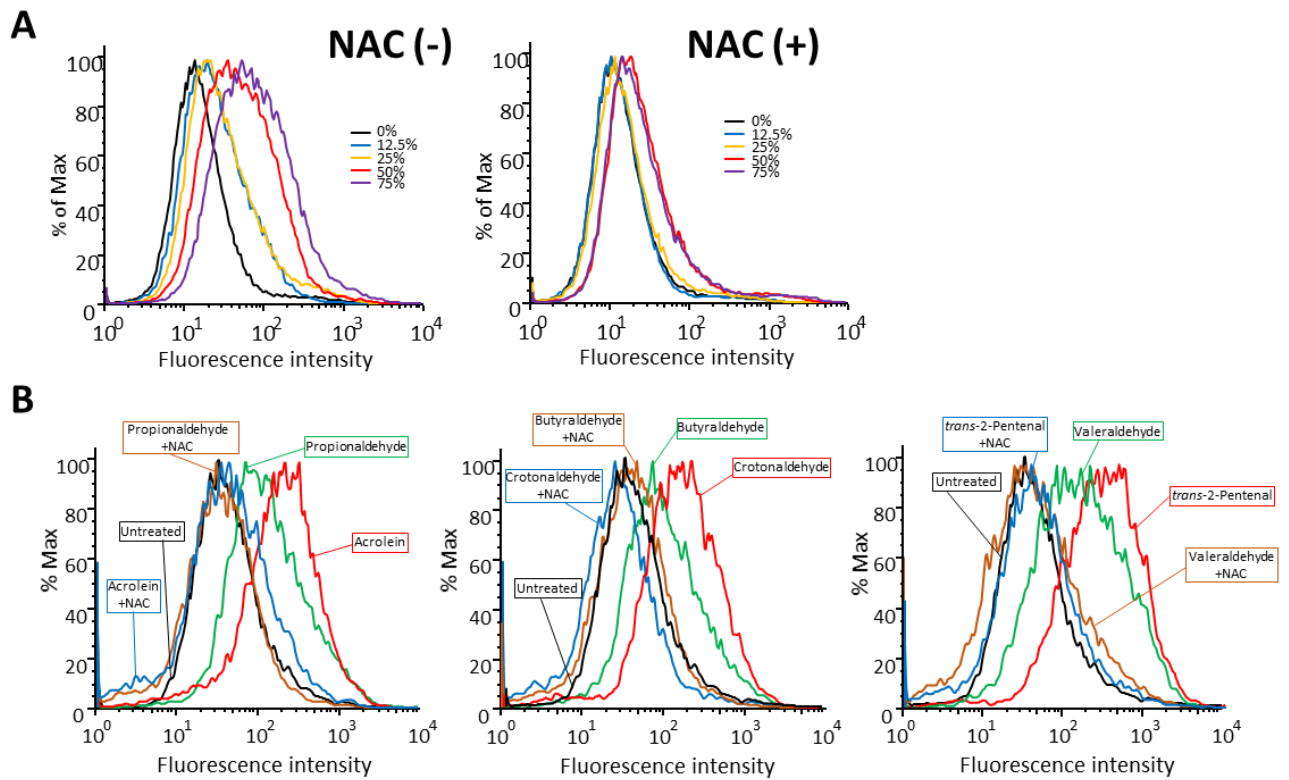 A
NAC (-)
NAC (+)
% of Max
100
80
60
40
20
0
10^0 10^1 10^2 10^3 10^4
Fluorescence intensity
0%
12.5%
25%
50%
75%
% of Max
100
80
60
40
20
0
10^0 10^1 10^2 10^3 10^4
Fluorescence intensity
0%
12.5%
25%
50%
75%
B
% Max
100
80
60
40
20
0
10^0 10^1 10^2 10^3 10^4
Fluorescence intensity
Propionaldehyde
+NAC
Propionaldehyde
Untreated
Acrolein
Acrolein
+NAC
% Max
100
80
60
40
20
0
10^0 10^1 10^2 10^3 10^4
Fluorescence intensity
Butyraldehyde
+NAC
Butyraldehyde
Crotonaldehyde
Crotonaldehyde
+NAC
Untreated
% Max
100
80
60
40
20
0
10^0 10^1 10^2 10^3 10^4
Fluorescence intensity
trans-2-Pentenal
+NAC
Valeraldehyde
Untreated
trans-2-Pentenal
Valeraldehyde
+NAC